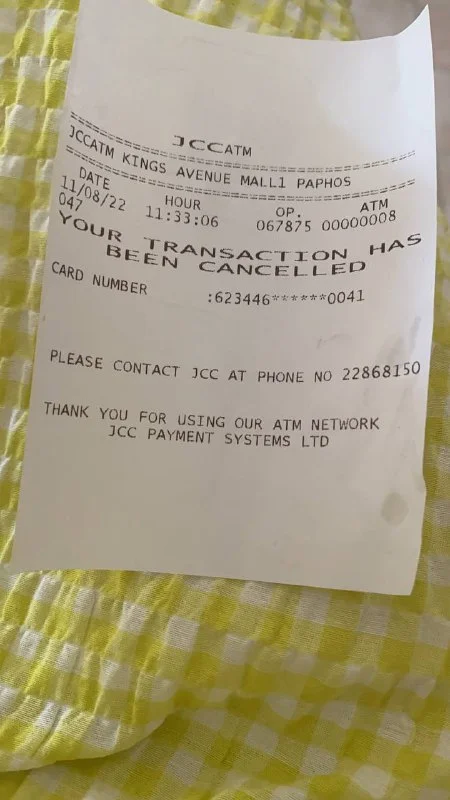 JCCATM
==============================
JCCATM KINGS AVENUE MALL1 PAPHOS
==============================
DATE HOUR OP. ATM
11/08/22 11:33:06 067875 00000008
047
YOUR TRANSACTION HAS
BEEN CANCELLED
CARD NUMBER :623446******0041
PLEASE CONTACT JCC AT PHONE NO 22868150
THANK YOU FOR USING OUR ATM NETWORK
JCC PAYMENT SYSTEMS LTD